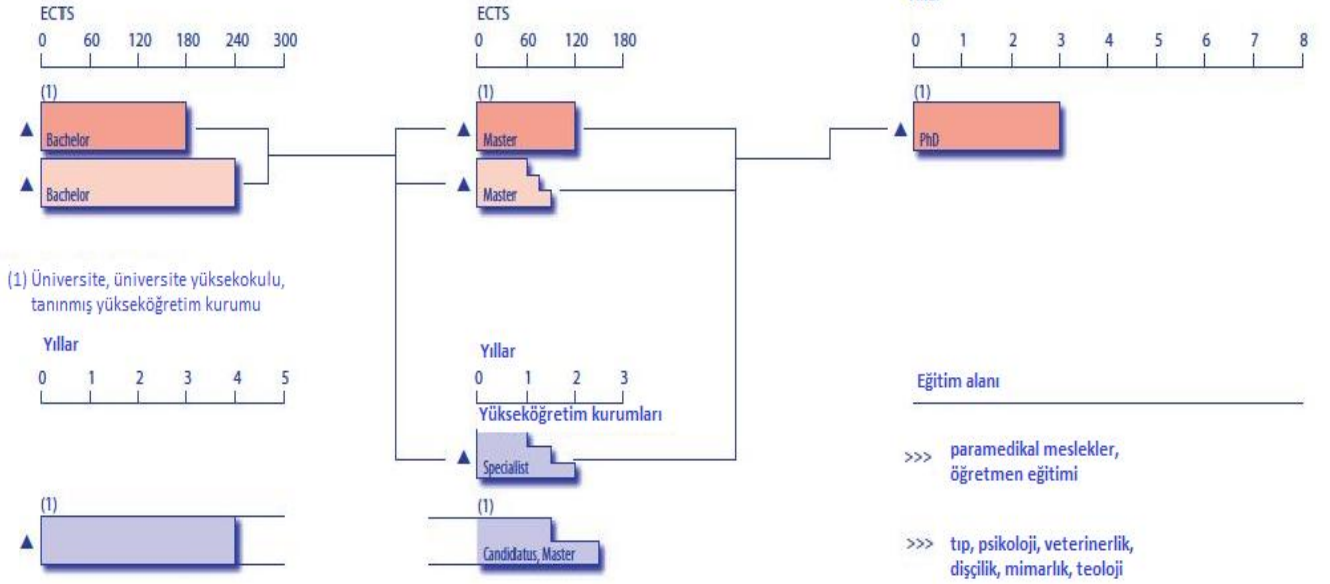 ECTS
0 60 120 180 240 300
ECTS
0 60 120 180
0 1 2 3 4 5 6 7 8
(1)
Bachelor
Bachelor
(1)
Master
Master
(1)
PhD
(1) Üniversite, üniversite yüksekokulu,
tanınmış yükseköğretim kurumu
Yıllar
0 1 2 3 4 5
Yıllar
0 1 2 3
Yükseköğretim kurumları
Specialist
(1)
(1)
Candidatus, Master
Eğitim alanı
>>> paramedikal meslekler,
öğretmen eğitimi
>>> tıp, psikoloji, veterinerlik,
dişçilik, mimarlık, teoloji